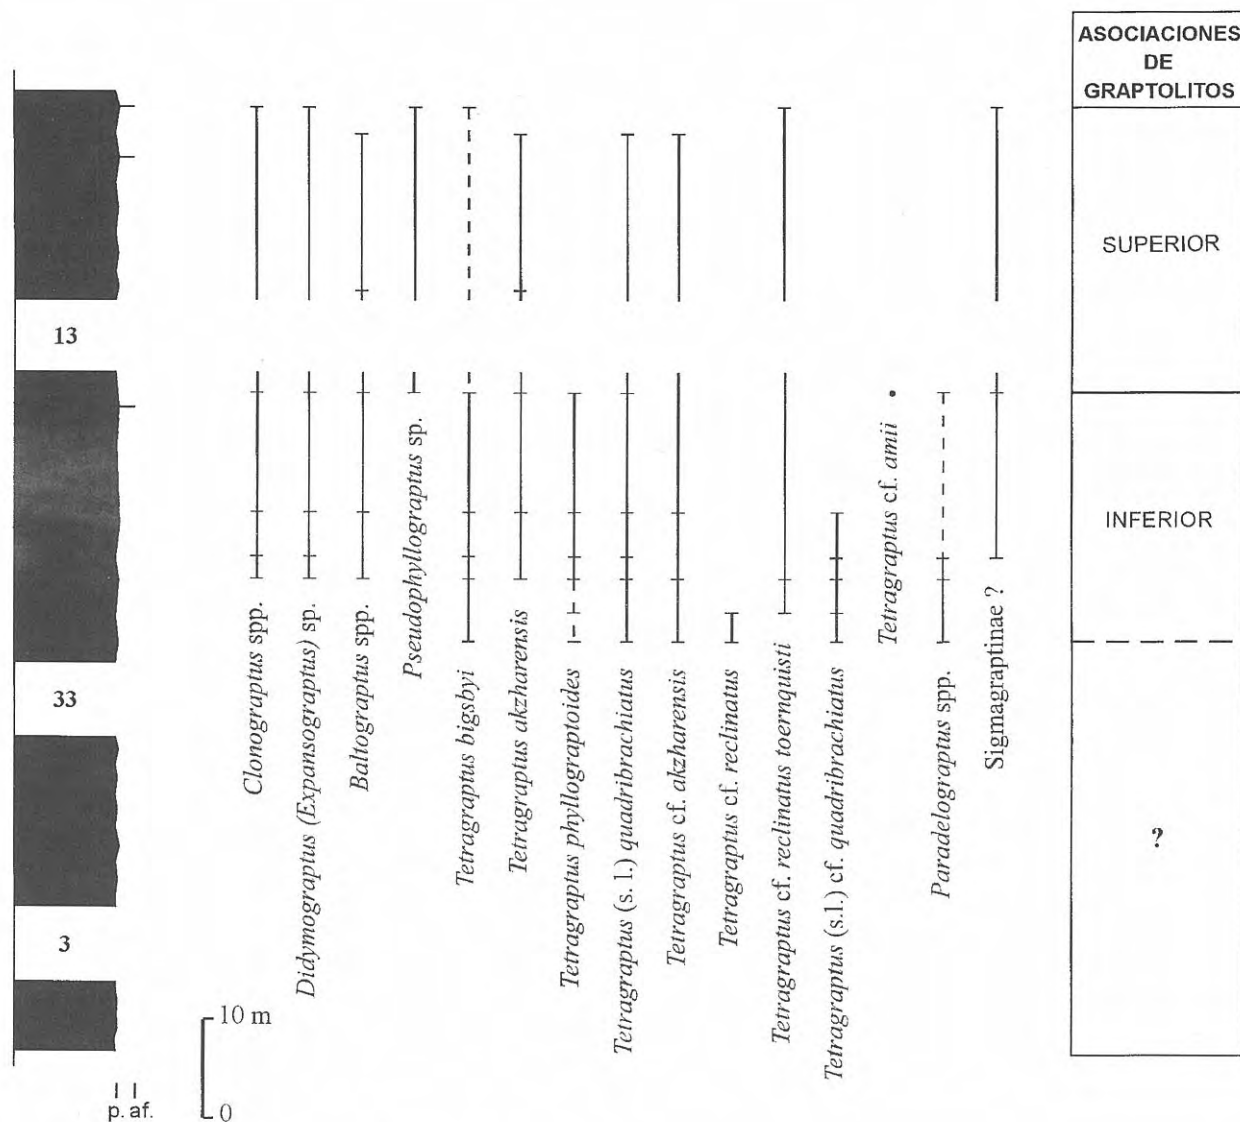 ASOCIACIONES
DE
GRAPTOLITOS
SUPERIOR
INFERIOR
?
13
33
3
Clonograptus spp.
Didymograptus (Expansograptus) sp.
Baltograptus spp.
Pseudophyllograptus sp.
Tetragraptus bigsbyi
Tetragraptus akzharensis
Tetragraptus phyllograptoides
Tetragraptus (s. l.) quadribrachiatus
Tetragraptus cf. akzharensis
Tetragraptus cf. reclinatus
Tetragraptus cf. reclinatus toernquisti
Tetragraptus (s.l.) cf. quadribrachiatus
Tetragraptus cf. amii
Paradelograptus spp.
Sigmagraptinae ?
10 m
0
p. af.